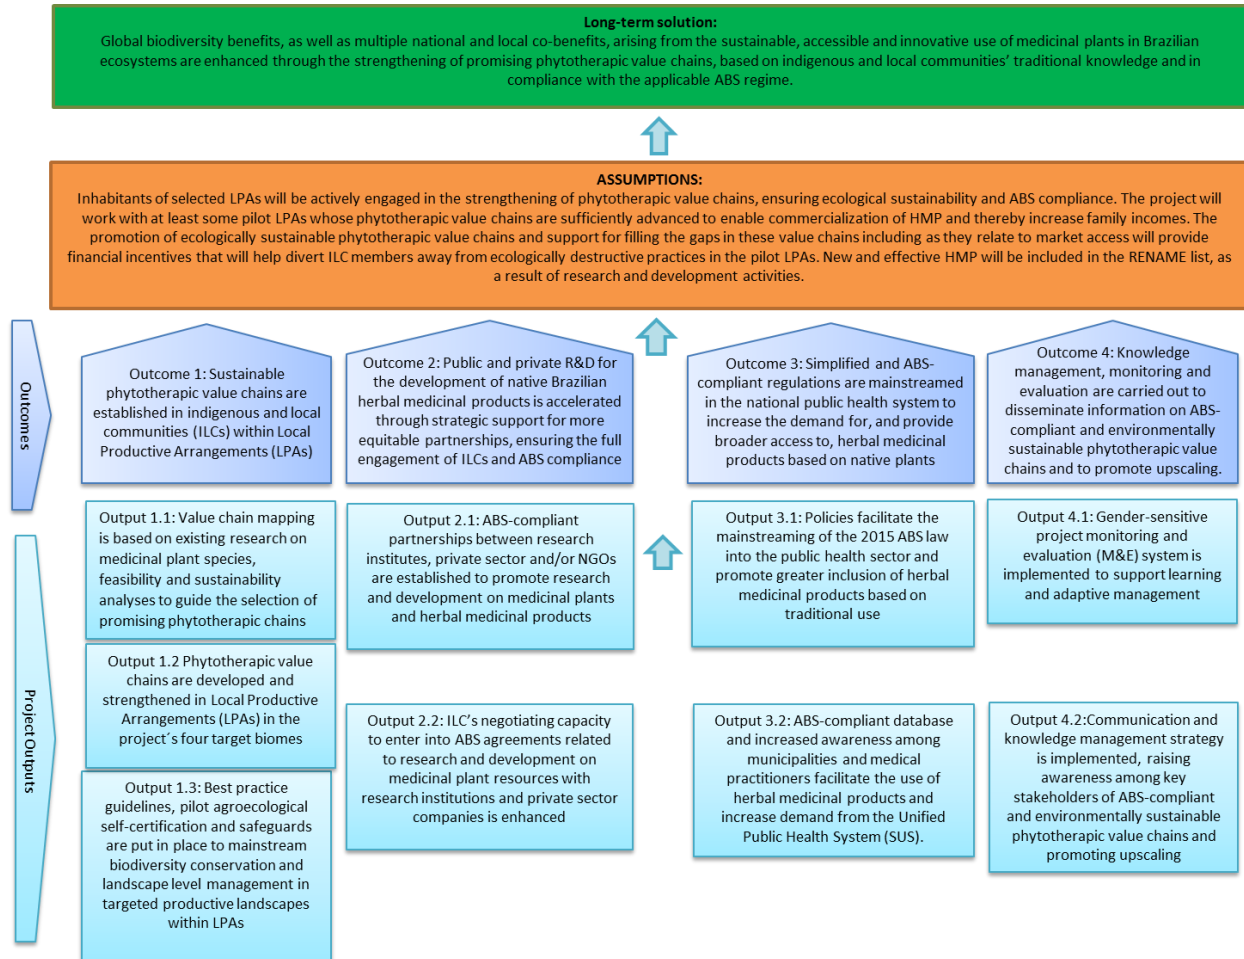 Long-term solution:
Global biodiversity benefits, as well as multiple national and local co-benefits, arising from the sustainable, accessible and innovative use of medicinal plants in Brazilian
ecosystems are enhanced through the strengthening of promising phytotherapic value chains, based on indigenous and local communities' traditional knowledge and in
compliance with the applicable ABS regime.
ASSUMPTIONS:
Inhabitants of selected LPAs will be actively engaged in the strengthening of phytotherapic value chains, ensuring ecological sustainability and ABS compliance. The project will
work with at least some pilot LPAs whose phytotherapic value chains are sufficiently advanced to enable commercialization of HMP and thereby increase family incomes. The
promotion of ecologically sustainable phytotherapic value chains and support for filling the gaps in these value chains including as they relate to market access will provide
financial incentives that will help divert ILC members away from ecologically destructive practices in the pilot LPAs. New and effective HMP will be included in the RENAME list, as
a result of research and development activities.
Outcomes
Outcome 1: Sustainable
phytotherapic value chains are
established in indigenous and local
communities (ILCs) within Local
Productive Arrangements (LPAs)
Outcome 2: Public and private R&D for
the development of native Brazilian
herbal medicinal products is accelerated
through strategic support for more
equitable partnerships, ensuring the full
engagement of ILCs and ABS compliance
Outcome 3: Simplified and ABS-
compliant regulations are mainstreamed
in the national public health system to
increase the demand for, and provide
broader access to, herbal medicinal
products based on native plants
Outcome 4: Knowledge
management, monitoring and
evaluation are carried out to
disseminate information on ABS-
compliant and environmentally
sustainable phytotherapic value
chains and to promote upscaling.
Project Outputs
Output 1.1: Value chain mapping
is based on existing research on
medicinal plant species,
feasibility and sustainability
analyses to guide the selection of
promising phytotherapic chains
Output 1.2 Phytotherapic value
chains are developed and
strengthened in Local Productive
Arrangements (LPAs) in the
project´s four target biomes
Output 1.3: Best practice
guidelines, pilot agroecological
self-certification and safeguards
are put in place to mainstream
biodiversity conservation and
landscape level management in
targeted productive landscapes
within LPAs
Output 2.1: ABS-compliant
partnerships between research
institutes, private sector and/or NGOs
are established to promote research
and development on medicinal plants
and herbal medicinal products
Output 2.2: ILC's negotiating capacity
to enter into ABS agreements related
to research and development on
medicinal plant resources with
research institutions and private sector
companies is enhanced
Output 3.1: Policies facilitate the
mainstreaming of the 2015 ABS law
into the public health sector and
promote greater inclusion of herbal
medicinal products based on
traditional use
Output 3.2: ABS-compliant database
and increased awareness among
municipalities and medical
practitioners facilitate the use of
herbal medicinal products and
increase demand from the Unified
Public Health System (SUS).
Output 4.1: Gender-sensitive
project monitoring and
evaluation (M&E) system is
implemented to support learning
and adaptive management
Output 4.2:Communication and
knowledge management strategy
is implemented, raising
awareness among key
stakeholders of ABS-compliant
and environmentally sustainable
phytotherapic value chains and
promoting upscaling